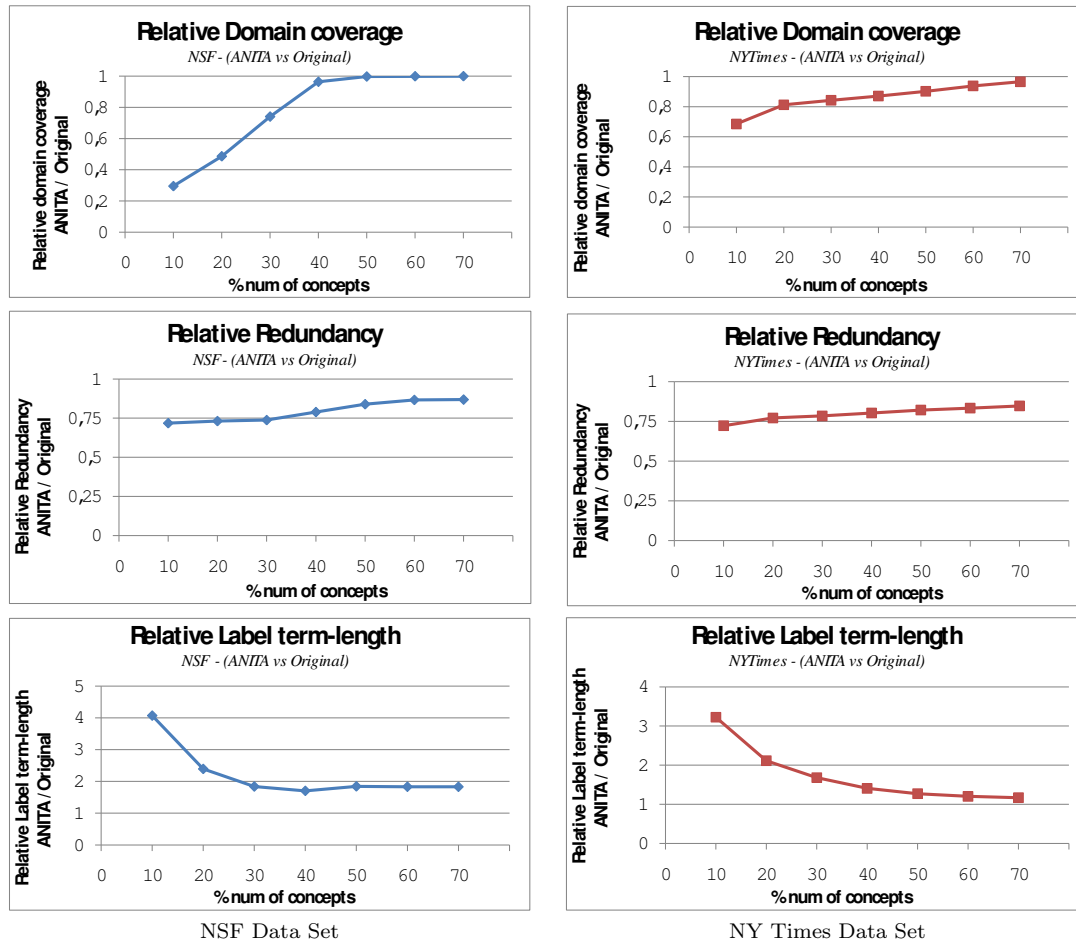 Relative Domain coverage
NSF - (ANITA vs Original)
Relative domain coverage
ANITA / Original
1
0,8
0,6
0,4
0,2
0
0 10 20 30 40 50 60 70
% num of concepts
Relative Domain coverage
NYTimes - (ANITA vs Original)
Relative domain coverage
ANITA / Original
1
0,8
0,6
0,4
0,2
0
0 10 20 30 40 50 60 70
% num of concepts
Relative Redundancy
NSF - (ANITA vs Original)
Relative Redundancy
ANITA / Original
1
0,75
0,5
0,25
0
0 10 20 30 40 50 60 70
% num of concepts
Relative Redundancy
NYTimes - (ANITA vs Original)
Relative Redundancy
ANITA / Original
1
0,75
0,5
0,25
0
0 10 20 30 40 50 60 70
% num of concepts
Relative Label term-length
NSF - (ANITA vs Original)
Relative Label term-length
ANITA / Original
5
4
3
2
1
0
0 10 20 30 40 50 60 70
% num of concepts
Relative Label term-length
NYTimes - (ANITA vs Original)
Relative Label term-length
ANITA / Original
4
3
2
1
0
0 10 20 30 40 50 60 70
% num of concepts
NSF Data Set
NY Times Data Set